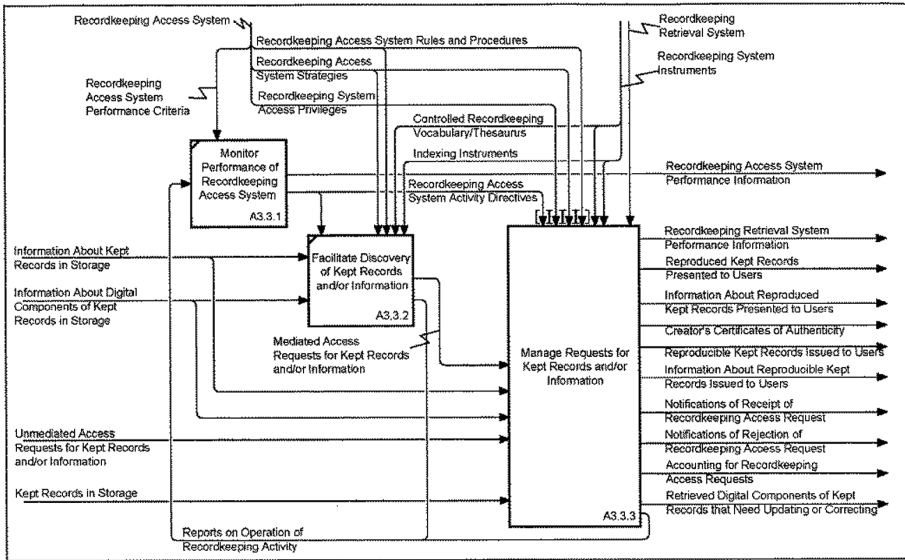 Recordkeeping Access System
Recordkeeping
Retrieval System
Recordkeeping Access System Rules and Procedures
Recordkeeping Access
System Strategies
Recordkeeping System
Instruments
Recordkeeping
Access System
Performance Criteria
Recordkeeping System
Access Privileges
Controlled Recordkeeping
Vocabulary/Thesaurus
Indexing Instruments
Monitor
Performance of
Recordkeeping
Access System
A3.3.1
Recordkeeping Access System
Performance Information
Recordkeeping Access
System Activity Directives
Information About Kept
Records in Storage
Information About Digital
Components of Kept
Records in Storage
Facilitate Discovery
of Kept Records
and/or Information
A3.3.2
Mediated Access
Requests for Kept Records
and/or Information
Manage Requests for
Kept Records and/or
Information
A3.3.3
Recordkeeping Retrieval System
Performance Information
Reproduced Kept Records
Presented to Users
Information About Reproduced
Kept Records Presented to Users
Creator's Certificates of Authenticity
Reproducible Kept Records Issued to Users
Information About Reproducible Kept
Records Issued to Users
Notifications of Receipt of
Recordkeeping Access Request
Notifications of Rejection of
Recordkeeping Access Request
Accounting for Recordkeeping
Access Requests
Retrieved Digital Components of Kept
Records that Need Updating or Correcting
Unmediated Access
Requests for Kept Records
and/or Information
Kept Records in Storage
Reports on Operation of
Recordkeeping Activity